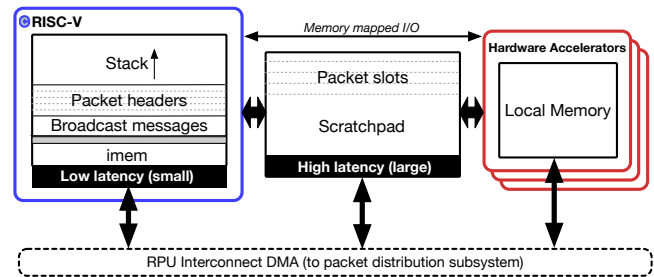 © RISC-V
Memory mapped I/O
Hardware Accelerators
Stack
Packet headers
Broadcast messages
imem
Low latency (small)
Packet slots
Scratchpad
High latency (large)
Local Memory
RPU Interconnect DMA (to packet distribution subsystem)